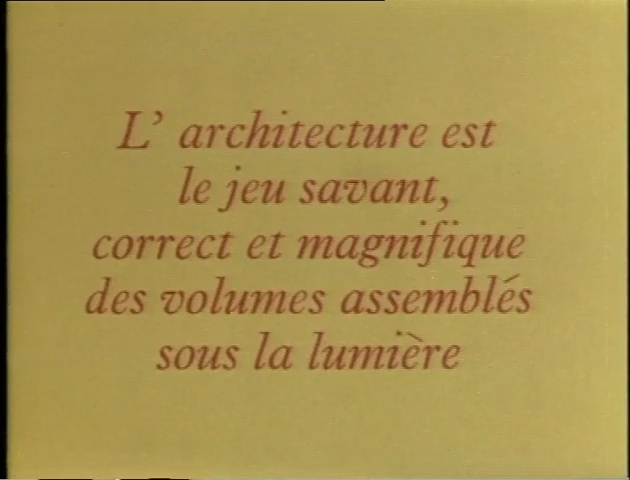 L' architecture est
le jeu savant,
correct et magnifique
des volumes assemblés
sous la lumière